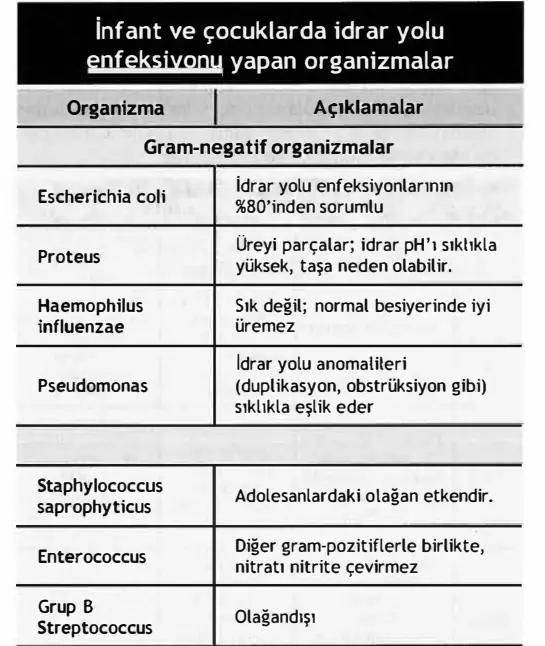 İnfant ve çocuklarda idrar yolu
enfeksiyonu yapan organizmalar
Organizma Açıklamalar
Gram-negatif organizmalar
Escherichia coli
İdrar yolu enfeksiyonlarının
%80'inden sorumlu
Proteus
Üreyi parçalar; idrar pH'ı sıklıkla
yüksek, taşa neden olabilir.
Haemophilus
influenzae
Sık değil; normal besiyerinde iyi
üremez
Pseudomonas
İdrar yolu anomalileri
(duplikasyon, obstrüksiyon gibi)
sıklıkla eşlik eder
Staphylococcus
saprophyticus
Adolesanlardaki olağan etkendir.
Enterococcus
Diğer gram-pozitiflerle birlikte,
nitratı nitrite çevirmez
Grup B
Streptococcus
Olağandışı